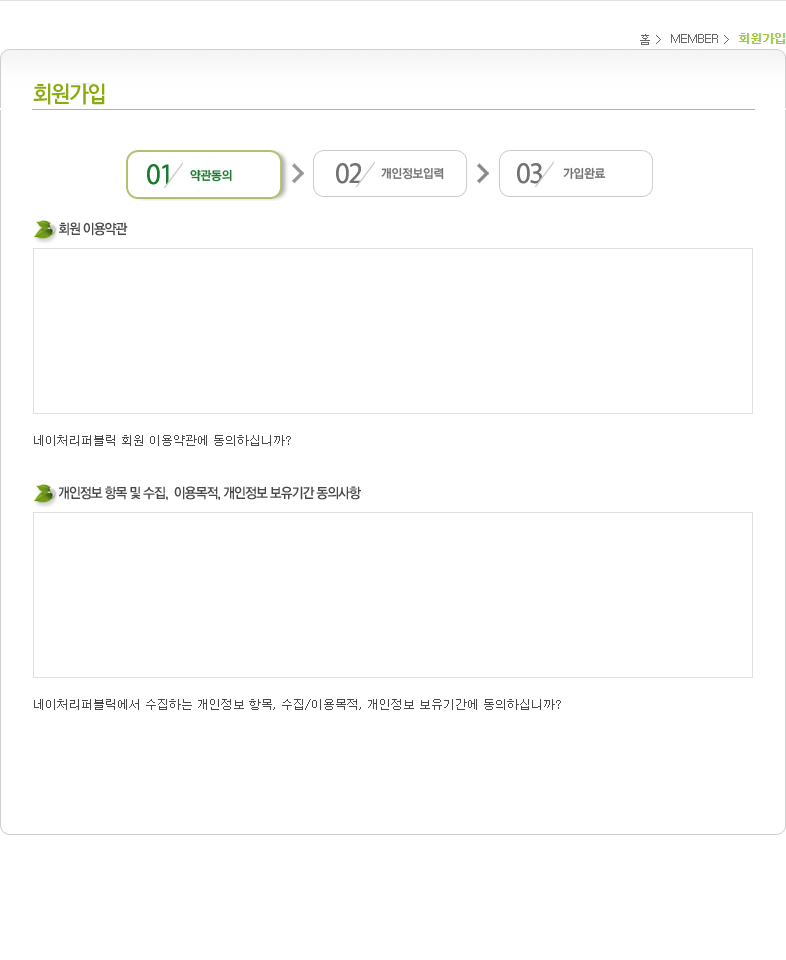 홈 > MEMBER > 회원가입
회원가입
01 약관동의 > 02 개인정보입력 > 03 가입완료
회원 이용약관
네이처리퍼블릭 회원 이용약관에 동의하십니까?
개인정보 항목 및 수집, 이용목적, 개인정보 보유기간 동의사항
네이처리퍼블릭에서 수집하는 개인정보 항목, 수집/이용목적, 개인정보 보유기간에 동의하십니까?